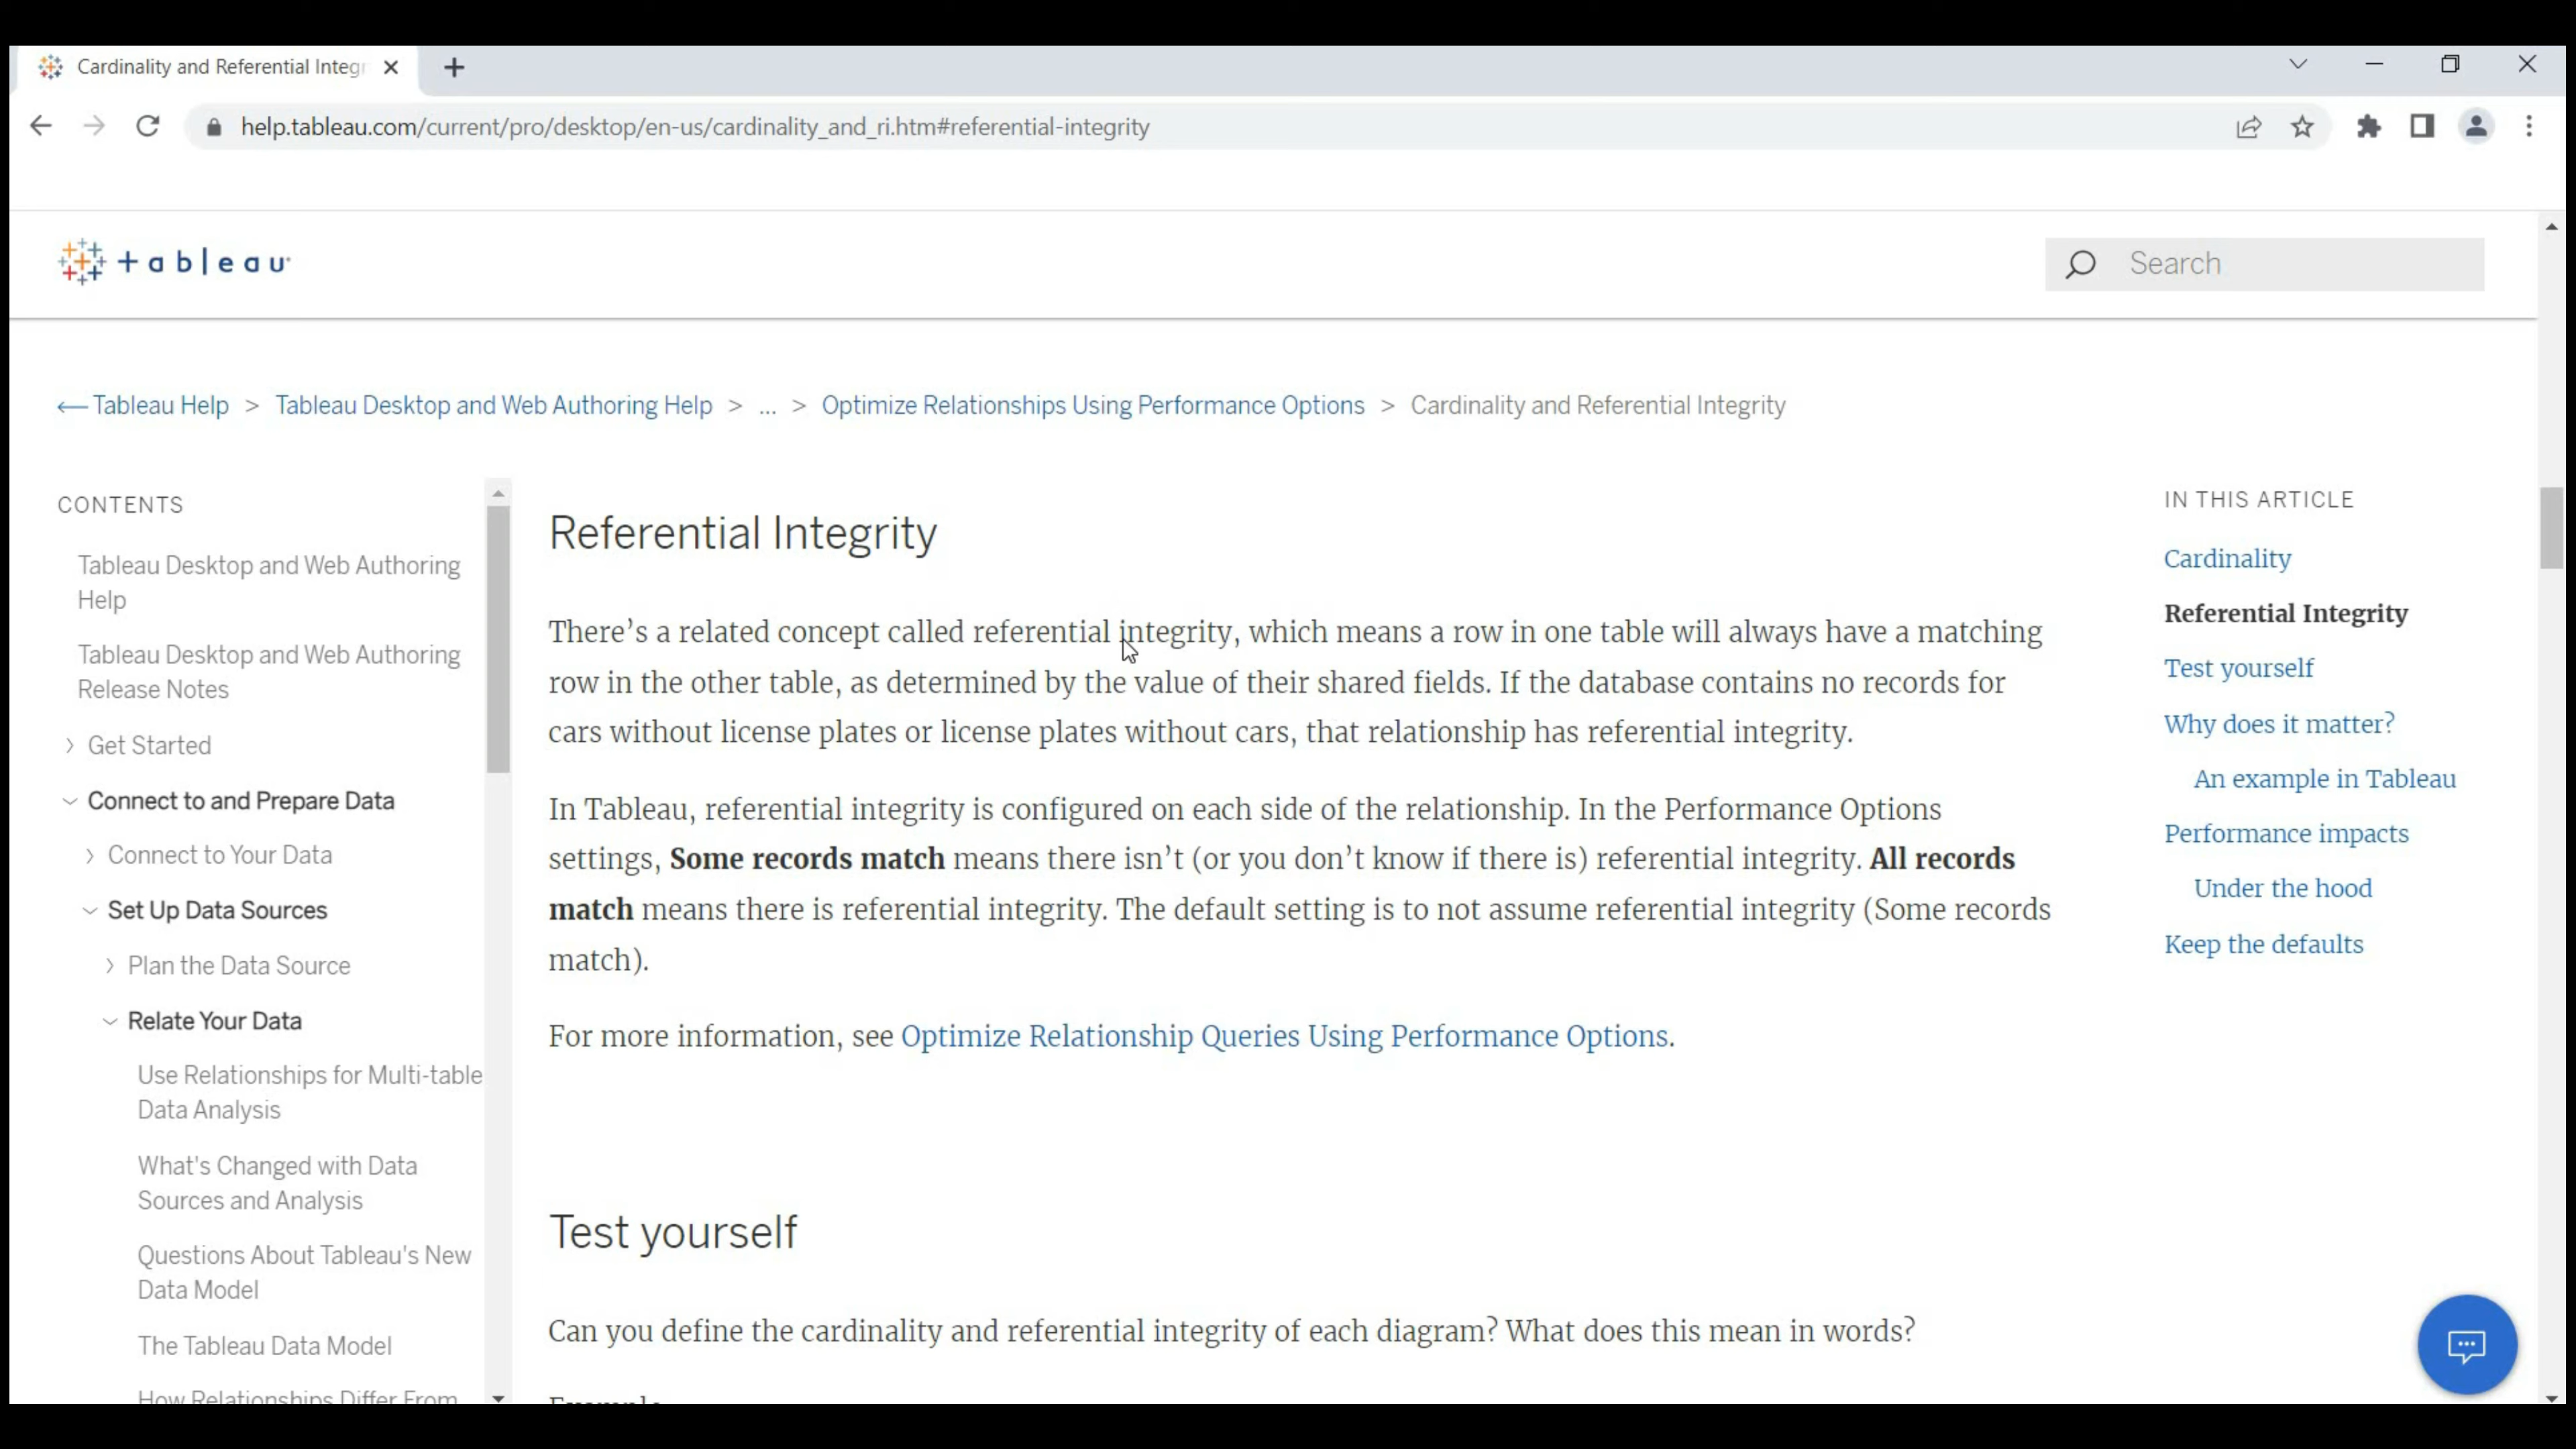 Cardinality and Referential Integr
help.tableau.com/current/pro/desktop/en-us/cardinality_and_ri.htm#referential-integrity
+ a b | e a u
Search
Tableau Help > Tableau Desktop and Web Authoring Help > ... > Optimize Relationships Using Performance Options > Cardinality and Referential Integrity
CONTENTS
Tableau Desktop and Web Authoring
Help
Tableau Desktop and Web Authoring
Release Notes
Get Started
Connect to and Prepare Data
Connect to Your Data
Set Up Data Sources
Plan the Data Source
Relate Your Data
Use Relationships for Multi-table
Data Analysis
What's Changed with Data
Sources and Analysis
Questions About Tableau's New
Data Model
The Tableau Data Model
How Relationships Differ From
Referential Integrity
There’s a related concept called referential integrity, which means a row in one table will always have a matching
row in the other table, as determined by the value of their shared fields. If the database contains no records for
cars without license plates or license plates without cars, that relationship has referential integrity.
In Tableau, referential integrity is configured on each side of the relationship. In the Performance Options
settings, Some records match means there isn’t (or you don’t know if there is) referential integrity. All records
match means there is referential integrity. The default setting is to not assume referential integrity (Some records
match).
For more information, see Optimize Relationship Queries Using Performance Options.
Test yourself
Can you define the cardinality and referential integrity of each diagram? What does this mean in words?
Example
IN THIS ARTICLE
Cardinality
Referential Integrity
Test yourself
Why does it matter?
An example in Tableau
Performance impacts
Under the hood
Keep the defaults